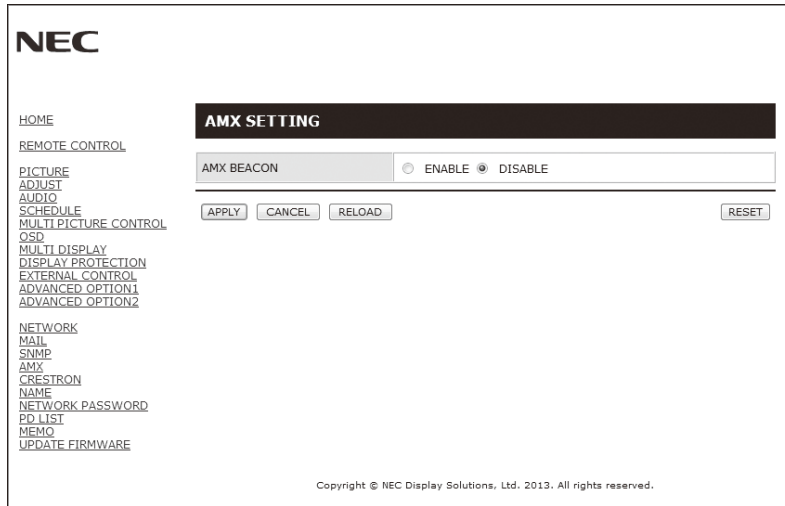 NEC
HOME
REMOTE CONTROL
PICTURE
ADJUST
AUDIO
SCHEDULE
MULTI PICTURE CONTROL
OSD
MULTI DISPLAY
DISPLAY PROTECTION
EXTERNAL CONTROL
ADVANCED OPTION1
ADVANCED OPTION2
NETWORK
MAIL
SNMP
AMX
CRESTRON
NAME
NETWORK PASSWORD
PD LIST
MEMO
UPDATE FIRMWARE
AMX SETTING
AMX BEACON ENABLE DISABLE
APPLY CANCEL RELOAD RESET
Copyright © NEC Display Solutions, Ltd. 2013. All rights reserved.